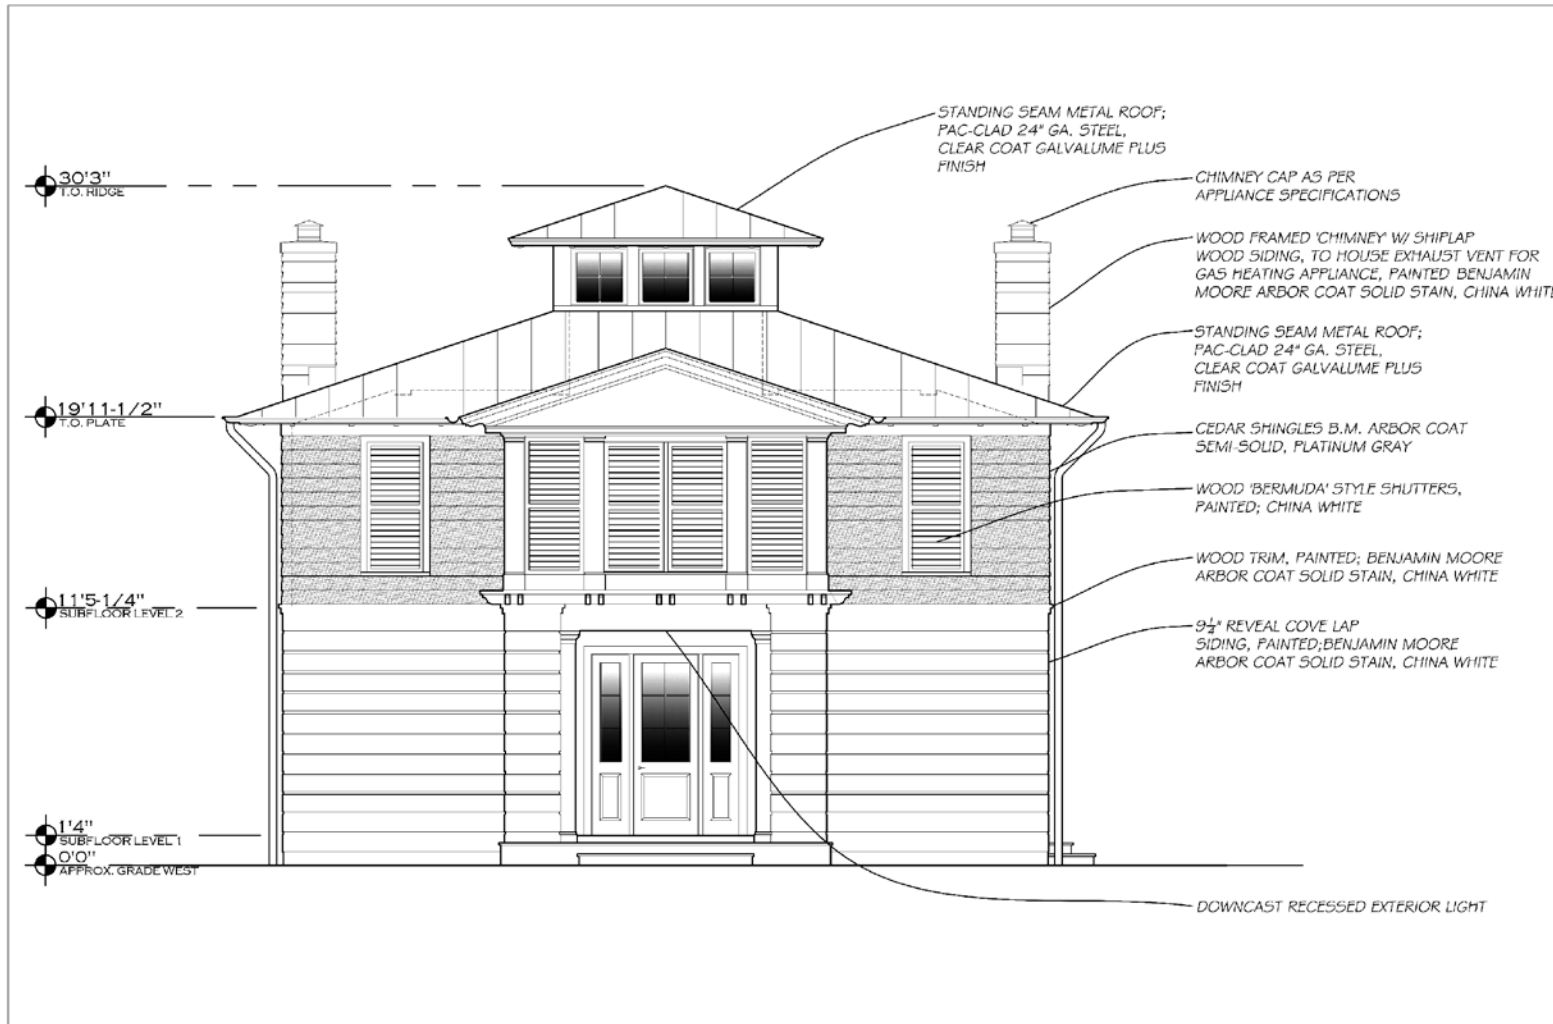 STANDING SEAM METAL ROOF;
PAC-CLAD 24" GA. STEEL,
CLEAR COAT GALVALUME PLUS
FINISH
30'3"
T.O. RIDGE
CHIMNEY CAP AS PER
APPLIANCE SPECIFICATIONS
WOOD FRAMED 'CHIMNEY' W/ SHIPLAP
WOOD SIDING, TO HOUSE EXHAUST VENT FOR
GAS HEATING APPLIANCE, PAINTED BENJAMIN
MOORE ARBOR COAT SOLID STAIN, CHINA WHITE
STANDING SEAM METAL ROOF;
PAC-CLAD 24" GA. STEEL,
CLEAR COAT GALVALUME PLUS
FINISH
19'11-1/2"
T.O. PLATE
CEDAR SHINGLES B.M. ARBOR COAT
SEMI-SOLID, PLATINUM GRAY
WOOD 'BERMUDA' STYLE SHUTTERS,
PAINTED; CHINA WHITE
WOOD TRIM, PAINTED; BENJAMIN MOORE
ARBOR COAT SOLID STAIN, CHINA WHITE
11'5-1/4"
SUBFLOOR LEVEL 2
9 1/4" REVEAL COVE LAP
SIDING, PAINTED;BENJAMIN MOORE
ARBOR COAT SOLID STAIN, CHINA WHITE
1'4"
SUBFLOOR LEVEL 1
0'0"
APPROX. GRADE WEST
DOWNCAST RECESSED EXTERIOR LIGHT